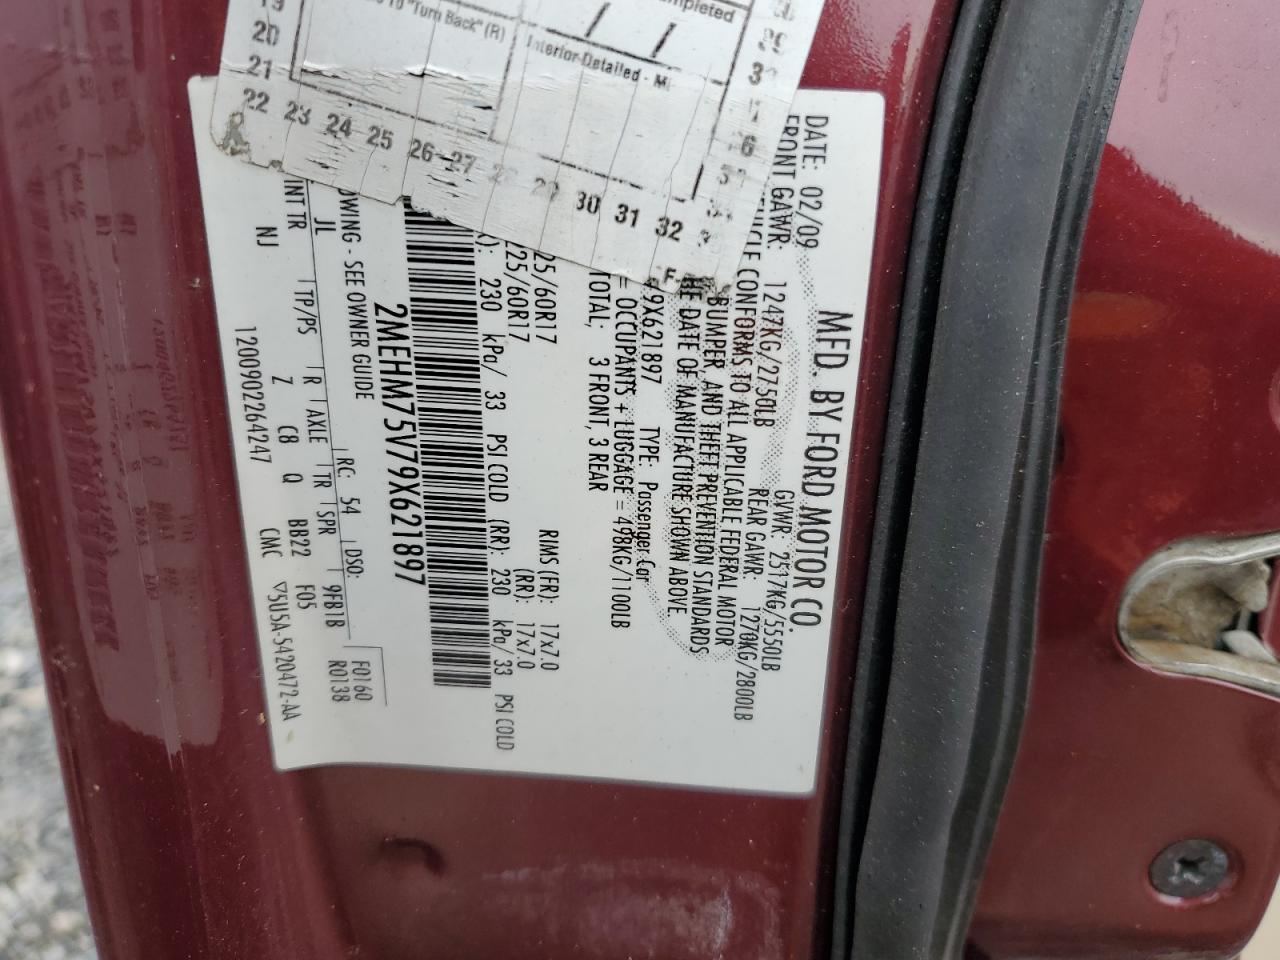 MFD. BY FORD MOTOR CO.
DATE: 02/09
GVWR: 2517KG/5550LB
FRONT GAWR: 1247KG/2750LB
REAR GAWR: 1270KG/2800LB
CONFORMS TO ALL APPLICABLE FEDERAL MOTOR
BUMPER, AND THEFT PREVENTION STANDARDS
DATE OF MANUFACTURE SHOWN ABOVE.
9X621897 TYPE: Passenger Car
= OCCUPANTS + LUGGAGE = 498KG/1100LB
TOTAL; 3 FRONT, 3 REAR
25/60R17 RIMS (FR): 17x7.0
25/60R17 (RR): 17x7.0
230 kPa/ 33 PSI COLD (RR): 230 kPa/ 33 PSI COLD
2MEHM75V79X621897
OWING - SEE OWNER GUIDE
RC: 54 DSO:
F0160
R0138
JL
INT TR TP/PS R AXLE TR SPR 9FB1B
NJ Z C8 Q BB22 F05
1200902264247 CMC 5U5A-5420472-AA
"Turn Back" (R)
Interior-Detailed -
19
20
21
22 23 24 25 26 27
29 30 31 32